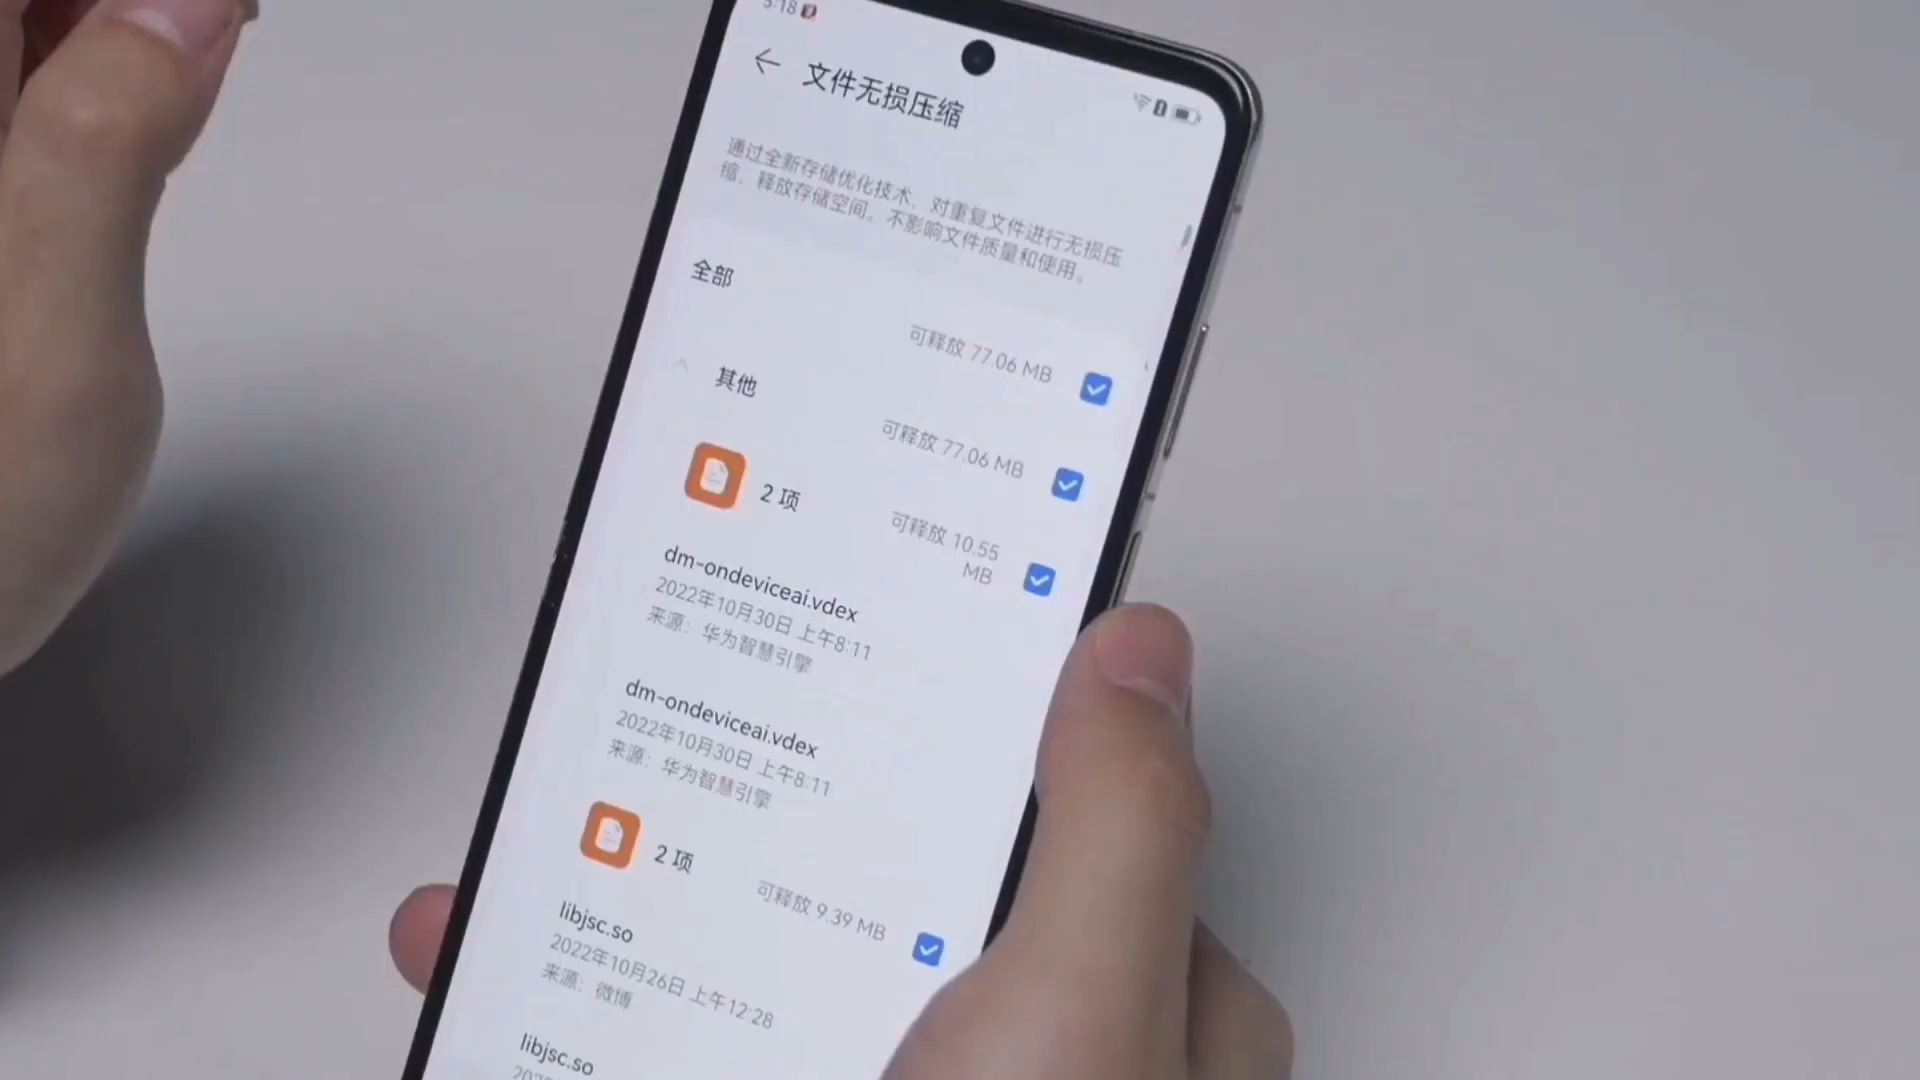 5:18
文件无损压缩
通过全新存储优化技术，对重复文件进行无损压
缩，释放存储空间。不影响文件质量和使用。
全部
可释放 77.06 MB
其他
可释放 77.06 MB
2 项
可释放 10.55
MB
dm-ondeviceai.vdex
2022年10月30日 上午8:11
来源：华为智慧引擎
dm-ondeviceai.vdex
2022年10月30日 上午8:11
来源：华为智慧引擎
2 项
可释放 9.39 MB
libjsc.so
2022年10月26日 上午12:28
来源：微博
libjsc.so